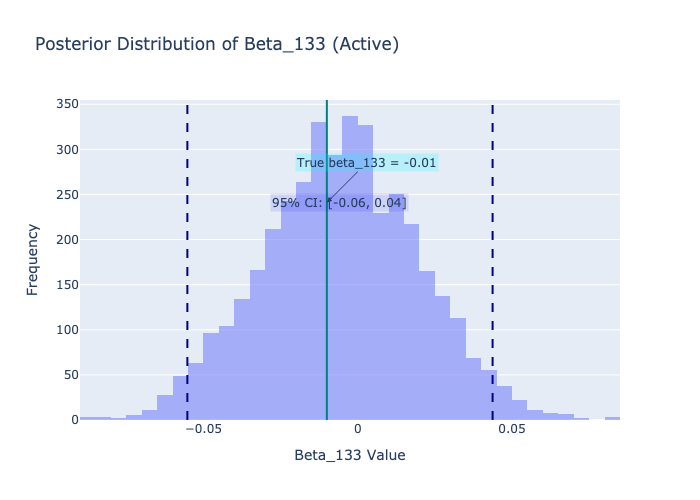 Posterior Distribution of Beta_133 (Active)
350
300
250
200
150
100
50
0
Frequency
True beta_133 = -0.01
95% CI: [-0.06, 0.04]
−0.05
0
0.05
Beta_133 Value